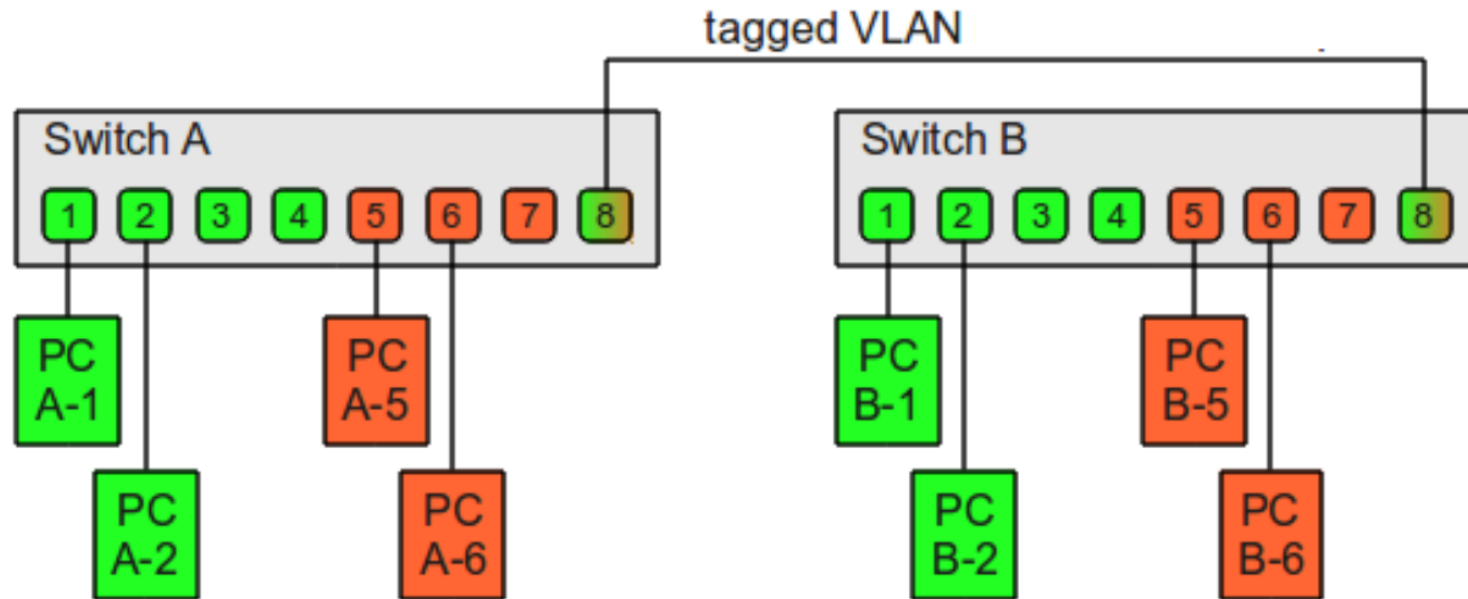 tagged VLAN
Switch A
1 2 3 4 5 6 7 8
Switch B
1 2 3 4 5 6 7 8
PC
A-1
PC
A-5
PC
B-1
PC
B-5
PC
A-2
PC
A-6
PC
B-2
PC
B-6